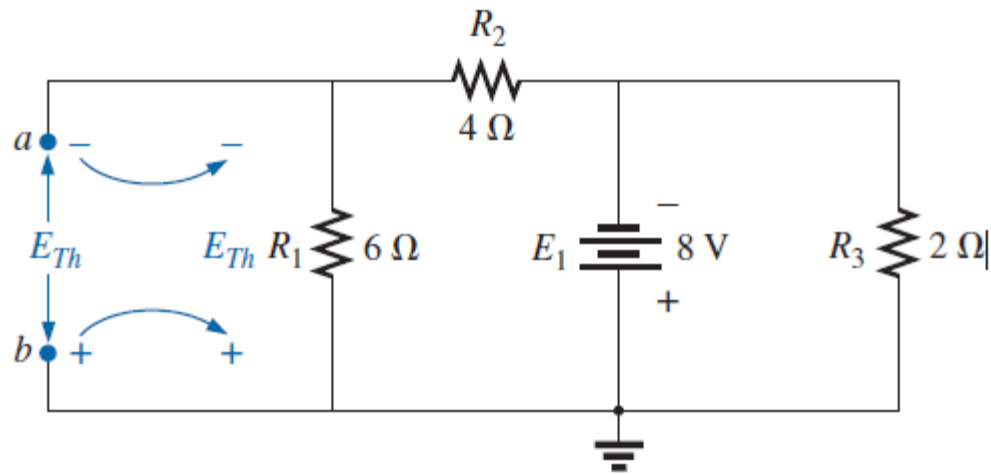 R2
4 Ω
a − −
ETh ETh R1 6 Ω E1 − 8 V + R3 2 Ω|
b + +